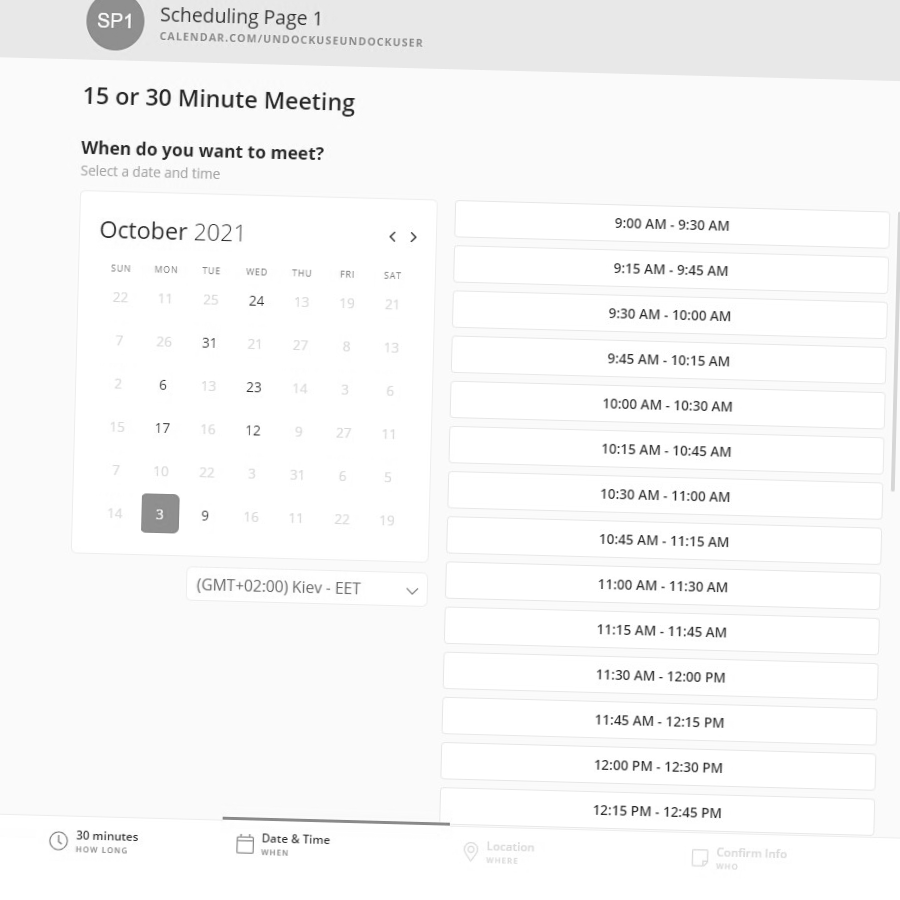 SP1
Scheduling Page 1
CALENDAR.COM/UNDOCKUSEUNDOCKUSER
15 or 30 Minute Meeting
When do you want to meet?
Select a date and time
October 2021
SUN MON TUE WED THU FRI SAT
22 11 25 24 13 19 21
7 26 31 21 27 8 13
2 6 13 23 14 3 6
15 17 16 12 9 27 11
7 10 22 3 31 6 5
14 3 9 16 11 22 19
(GMT+02:00) Kiev - EET
9:00 AM - 9:30 AM
9:15 AM - 9:45 AM
9:30 AM - 10:00 AM
9:45 AM - 10:15 AM
10:00 AM - 10:30 AM
10:15 AM - 10:45 AM
10:30 AM - 11:00 AM
10:45 AM - 11:15 AM
11:00 AM - 11:30 AM
11:15 AM - 11:45 AM
11:30 AM - 12:00 PM
11:45 AM - 12:15 PM
12:00 PM - 12:30 PM
12:15 PM - 12:45 PM
30 minutes
HOW LONG
Date & Time
WHEN
Location
WHERE
Confirm Info
WHO